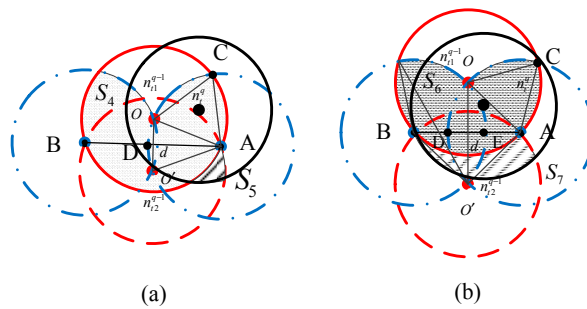 C
n_{t1}^{q-1}
S_4
n_t^q
O
B
D
d
A
O'
S_5
n_{t2}^{q-1}
(a)
n_{t1}^{q-1}
O
C
S_6
n_t^q
B
D
d
E
A
S_7
n_{t2}^{q-1}
O'
(b)